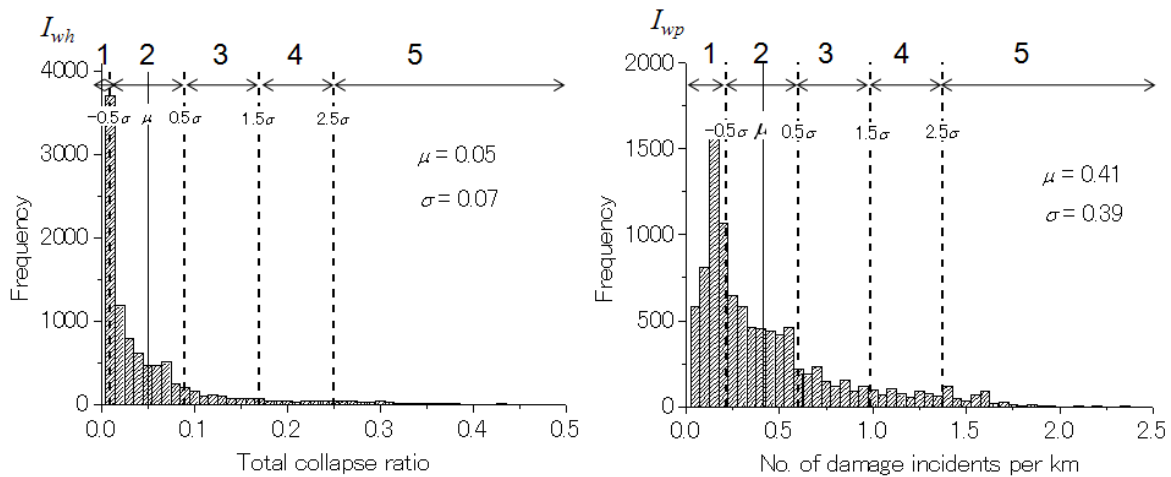 I_wh
1 2 3 4 5
4000
3000
2000
1000
0
Frequency
−0.5σ μ 0.5σ 1.5σ 2.5σ
μ = 0.05
σ = 0.07
0.0 0.1 0.2 0.3 0.4 0.5
Total collapse ratio
I_wp
1 2 3 4 5
2000
1500
1000
500
0
Frequency
−0.5σ μ 0.5σ 1.5σ 2.5σ
μ = 0.41
σ = 0.39
0.0 0.5 1.0 1.5 2.0 2.5
No. of damage incidents per km